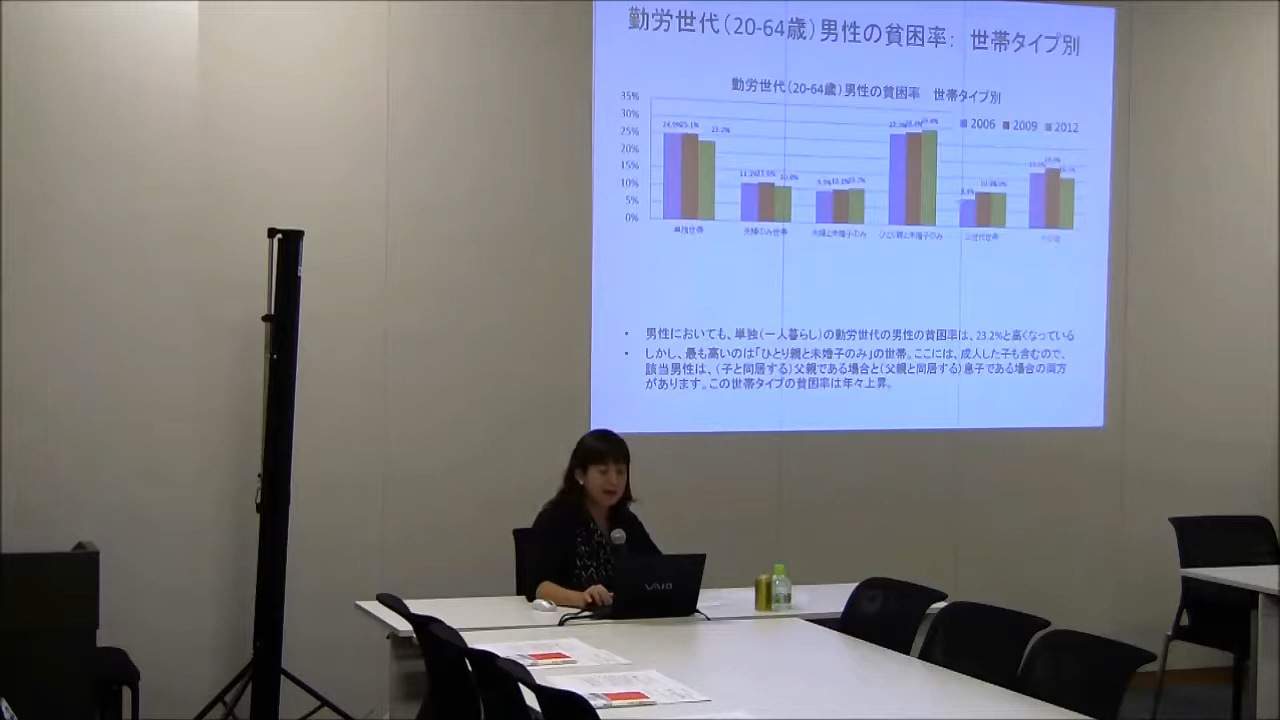 勤労世代(20-64歳)男性の貧困率: 世帯タイプ別
勤労世代(20-64歳)男性の貧困率 世帯タイプ別
35%
30%
25%
20%
15%
10%
5%
0%
2006 2009 2012
23.2%
単独世帯 夫婦のみ世帯 夫婦と未婚子のみ ひとり親と未婚子のみ 三世代世帯
• 男性においても、単独(一人暮らし)の勤労世代の男性の貧困率は、23.2%と高くなっている
• しかし、最も高いのは「ひとり親と未婚子のみ」の世帯。ここには、成人した子も含むので、
該当男性は、(子と同居する)父親である場合と(父親と同居する)息子である場合の両方
があります。この世帯タイプの貧困率は年々上昇。
VAIO